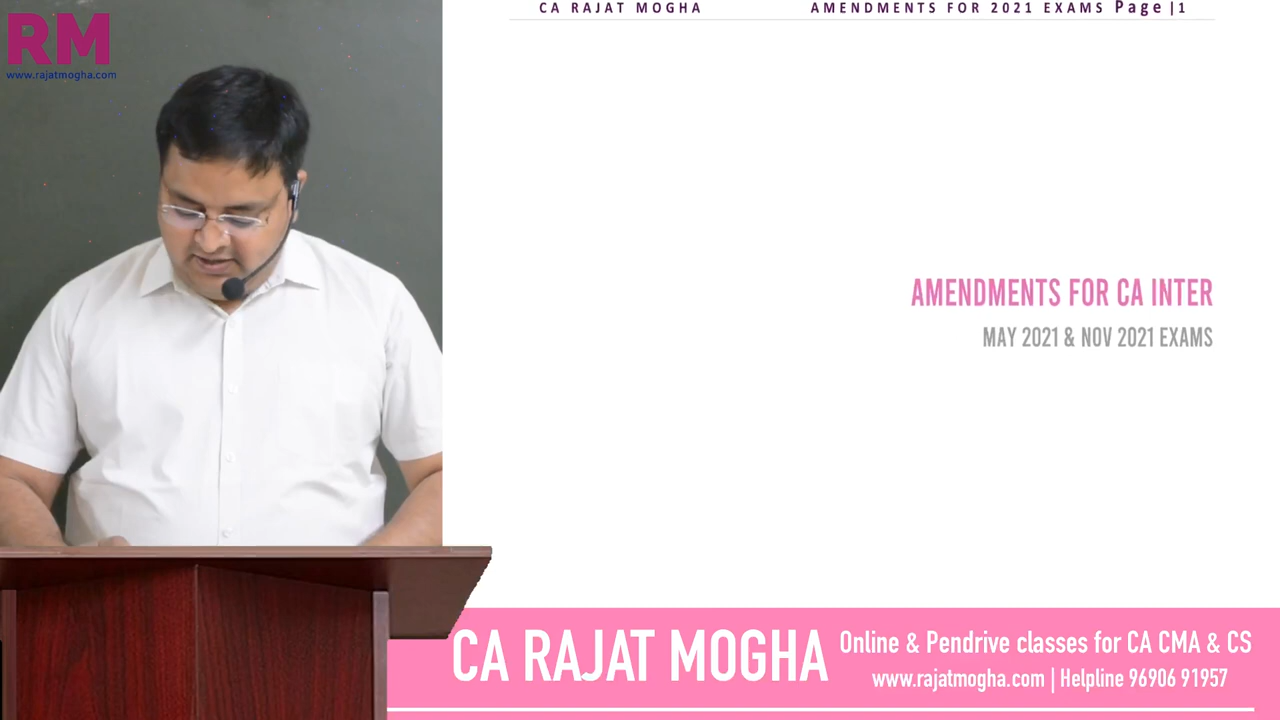 RM
www.rajatmogha.com
CA RAJAT MOGHA AMENDMENTS FOR 2021 EXAMS Page |1
AMENDMENTS FOR CA INTER
MAY 2021 & NOV 2021 EXAMS
CA RAJAT MOGHA
Online & Pendrive classes for CA CMA & CS
www.rajatmogha.com | Helpline 96906 91957